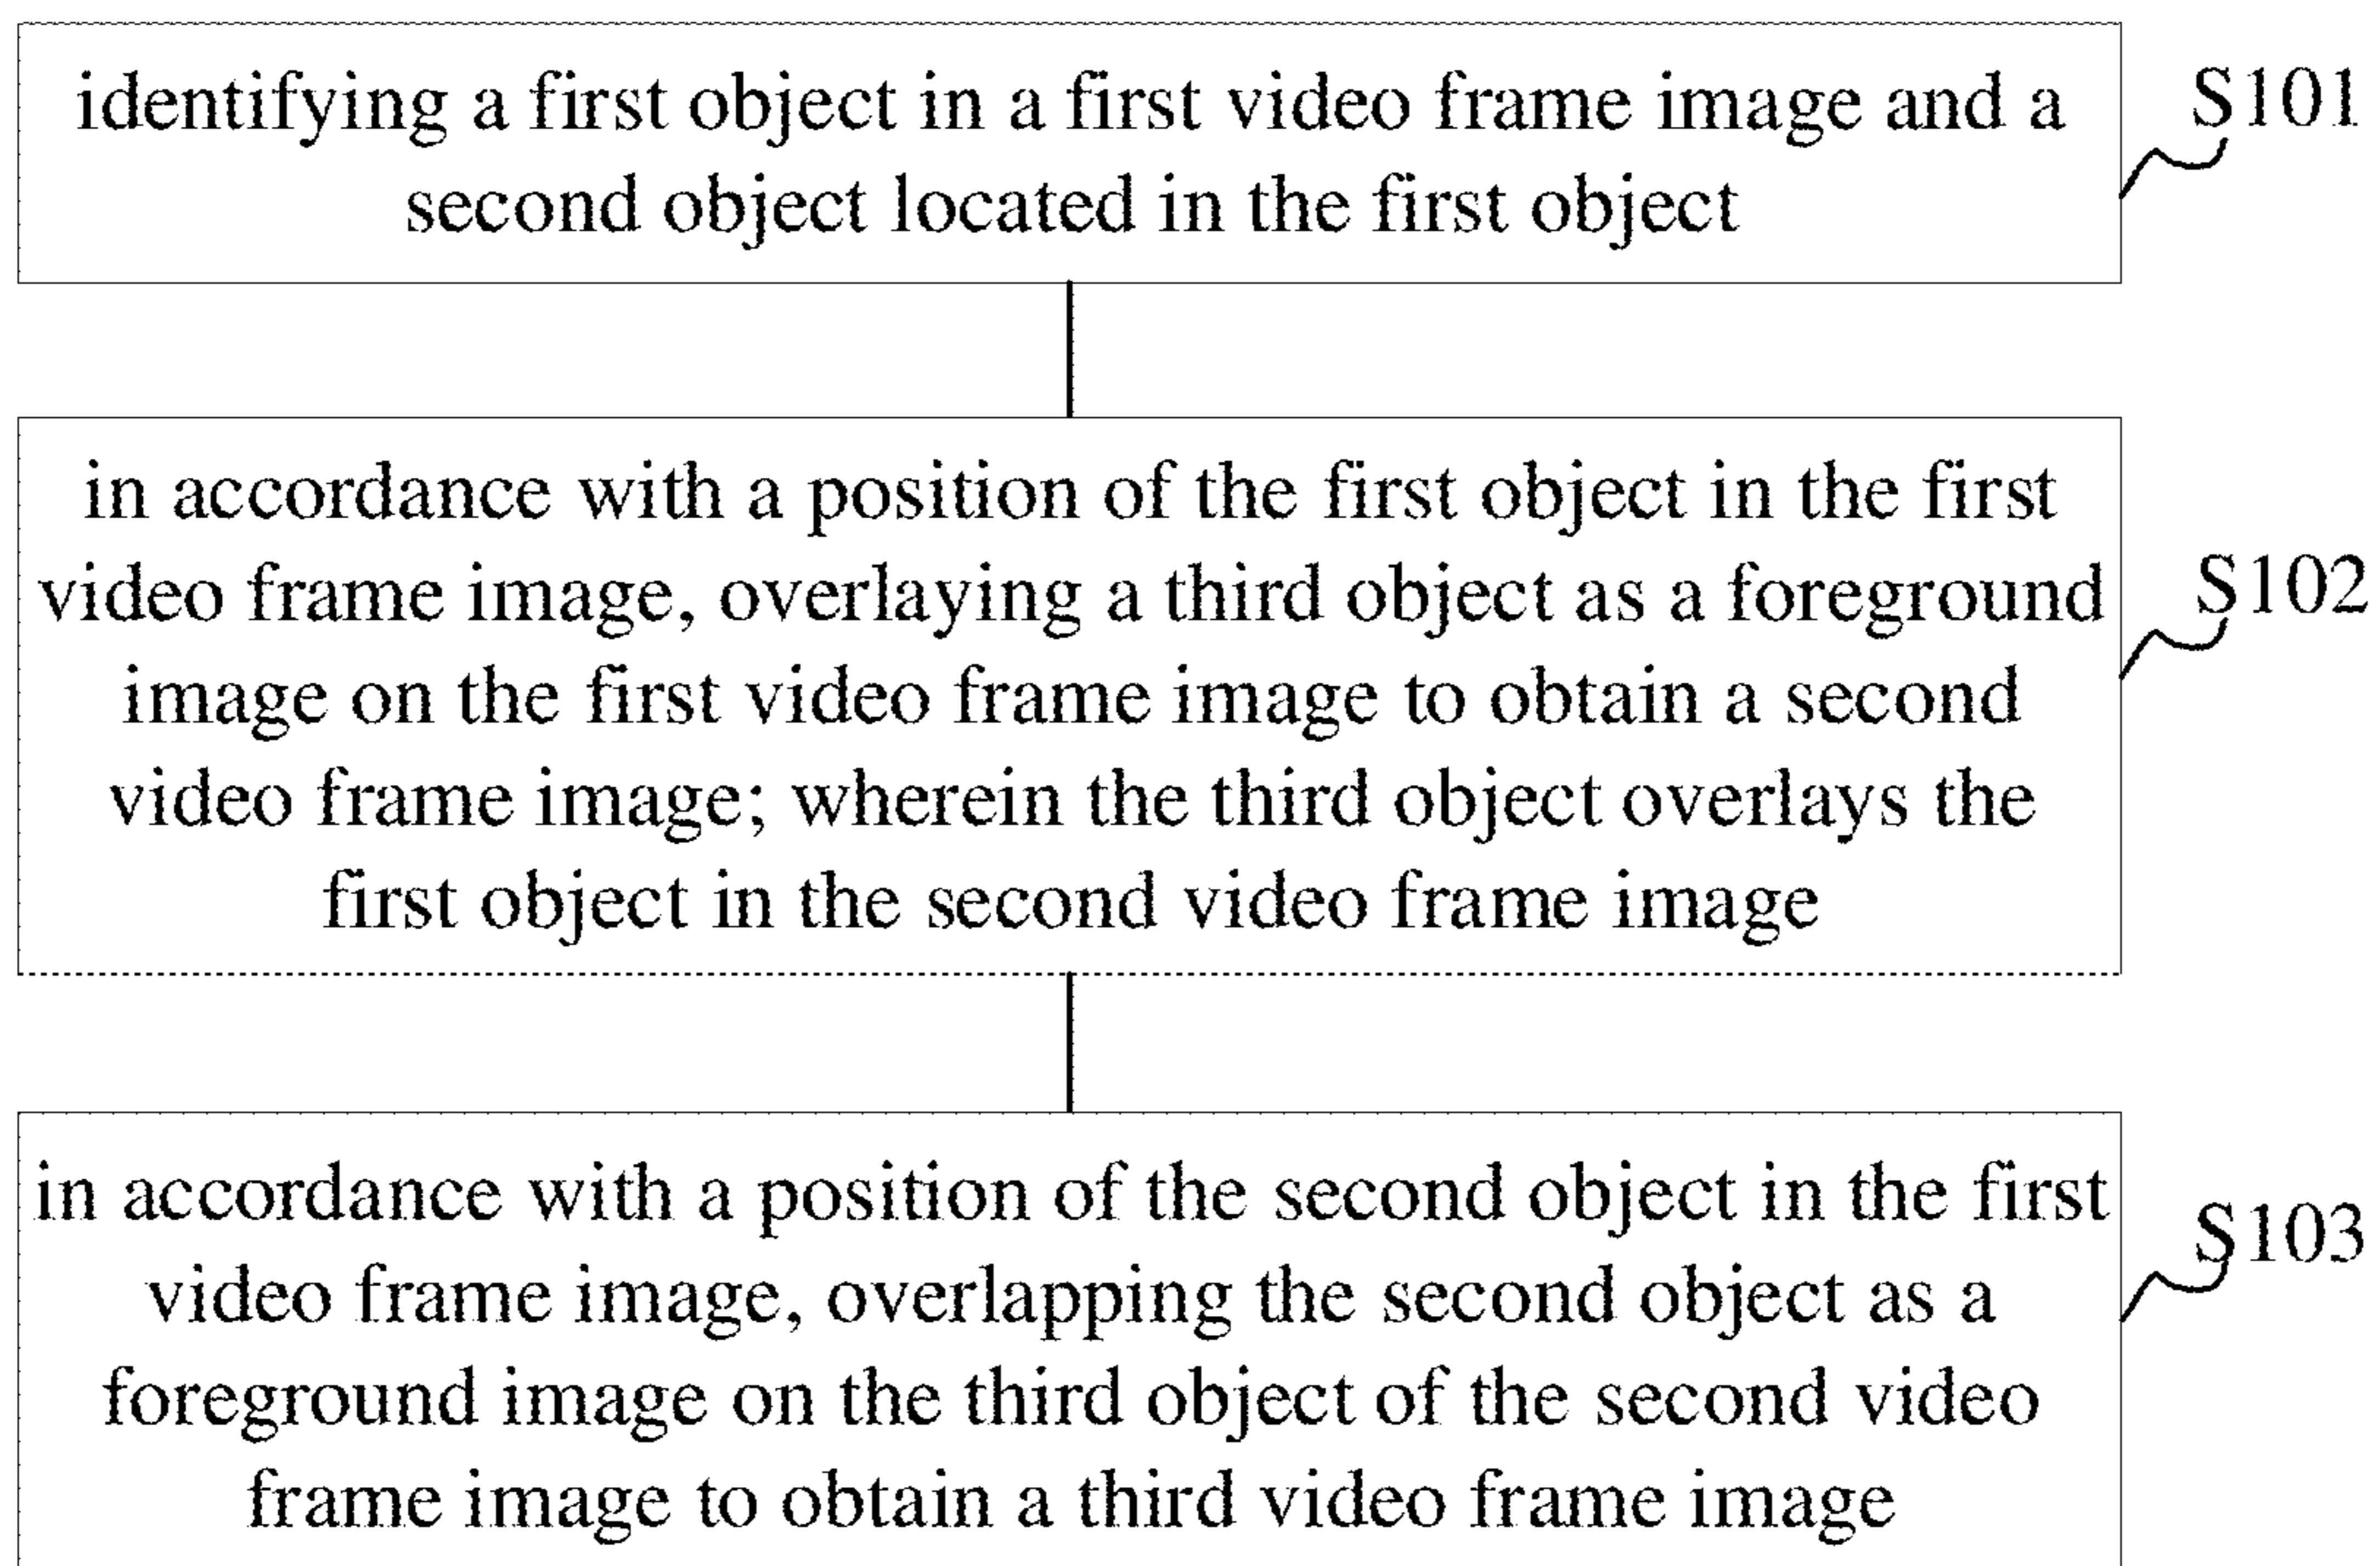 identifying a first object in a first video frame image and a
second object located in the first object
S101
in accordance with a position of the first object in the first
video frame image, overlaying a third object as a foreground
image on the first video frame image to obtain a second
video frame image; wherein the third object overlays the
first object in the second video frame image
S102
in accordance with a position of the second object in the first
video frame image, overlapping the second object as a
foreground image on the third object of the second video
frame image to obtain a third video frame image
S103